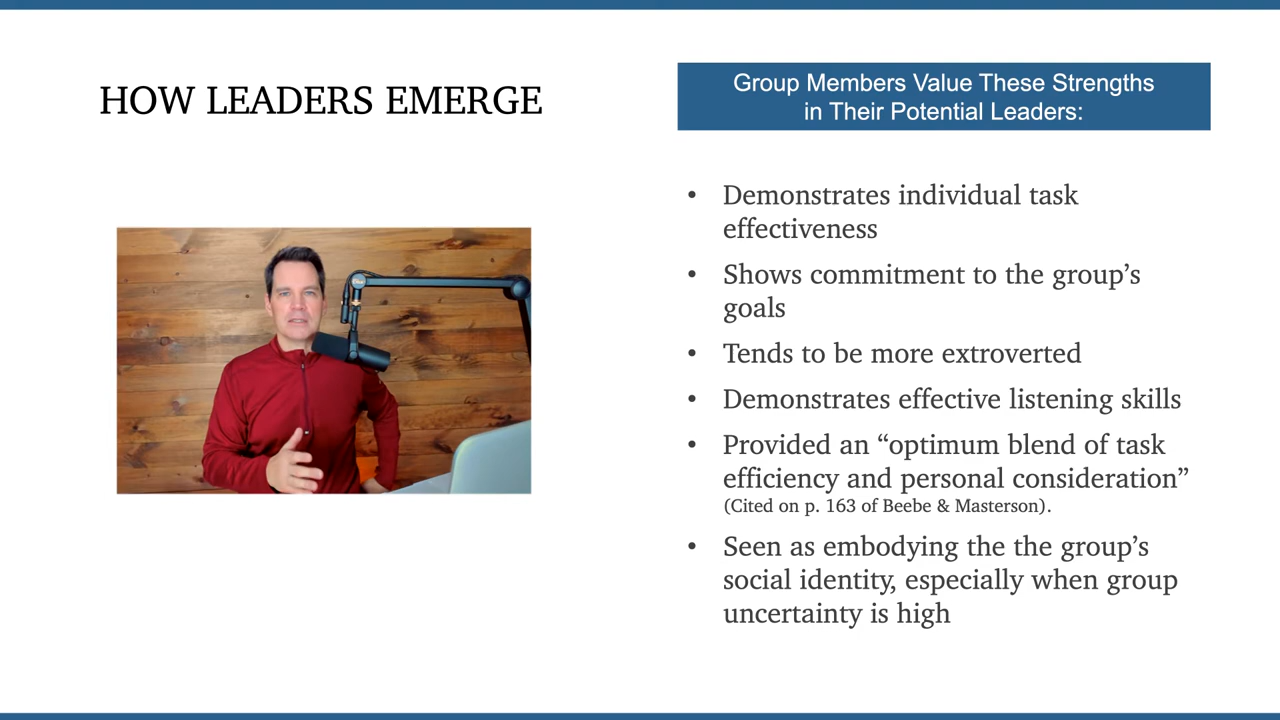 HOW LEADERS EMERGE
Group Members Value These Strengths
in Their Potential Leaders:
• Demonstrates individual task
effectiveness
• Shows commitment to the group’s
goals
• Tends to be more extroverted
• Demonstrates effective listening skills
• Provided an “optimum blend of task
efficiency and personal consideration”
(Cited on p. 163 of Beebe & Masterson).
• Seen as embodying the the group’s
social identity, especially when group
uncertainty is high